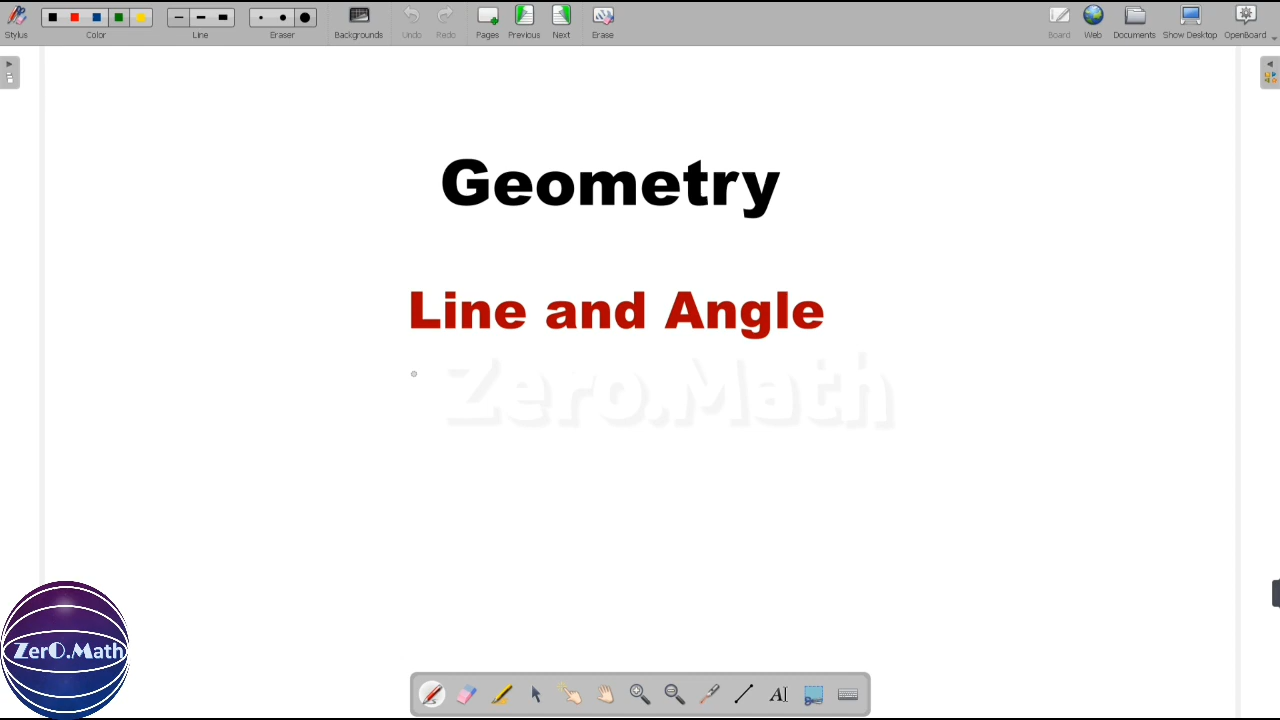 Stylus
Color
Line
Eraser
Backgrounds
Undo
Redo
Pages
Previous
Next
Erase
Board
Web
Documents
Show Desktop
OpenBoard
Geometry
Line and Angle
Zero.Math
ZerO.Math
AI